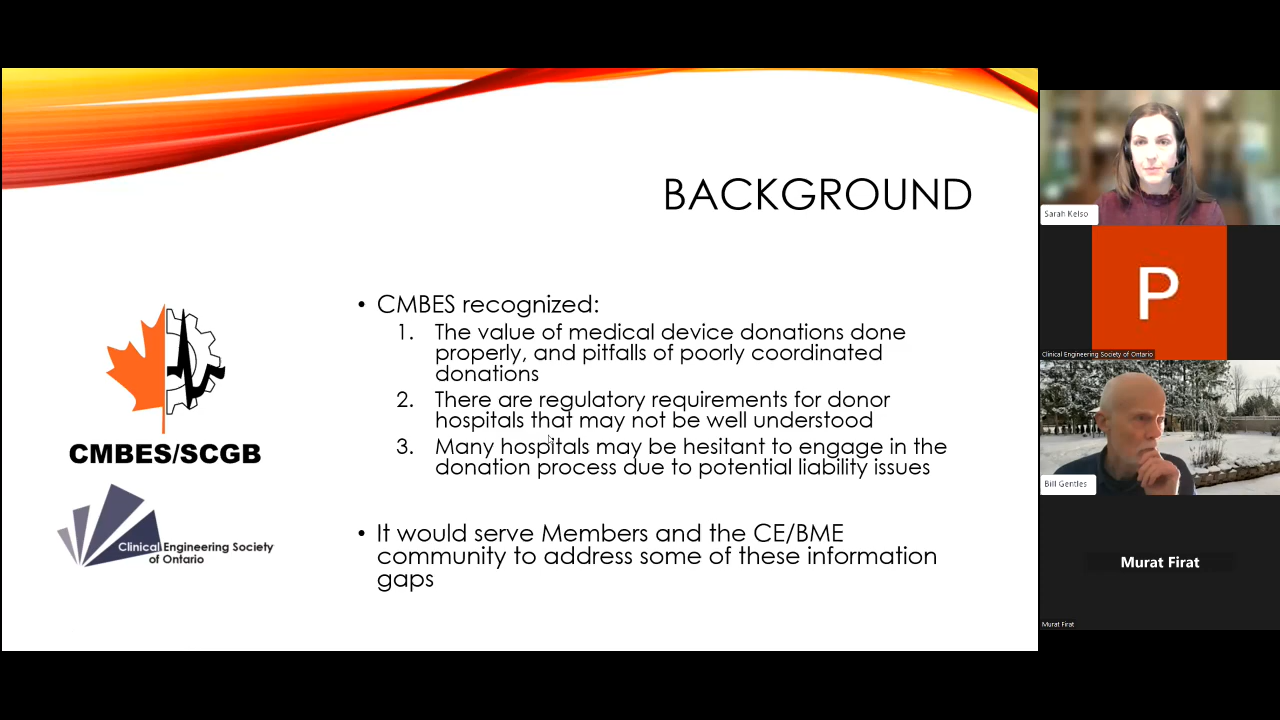 BACKGROUND
• CMBES recognized:
1. The value of medical device donations done
properly, and pitfalls of poorly coordinated
donations
2. There are regulatory requirements for donor
hospitals that may not be well understood
3. Many hospitals may be hesitant to engage in the
donation process due to potential liability issues
• It would serve Members and the CE/BME
community to address some of these information
gaps
CMBES/SCGB
Clinical Engineering Society
of Ontario
Sarah Kelso
P
Clinical Engineering Society of Ontario
Bill Gentles
Murat Firat
Murat Firat